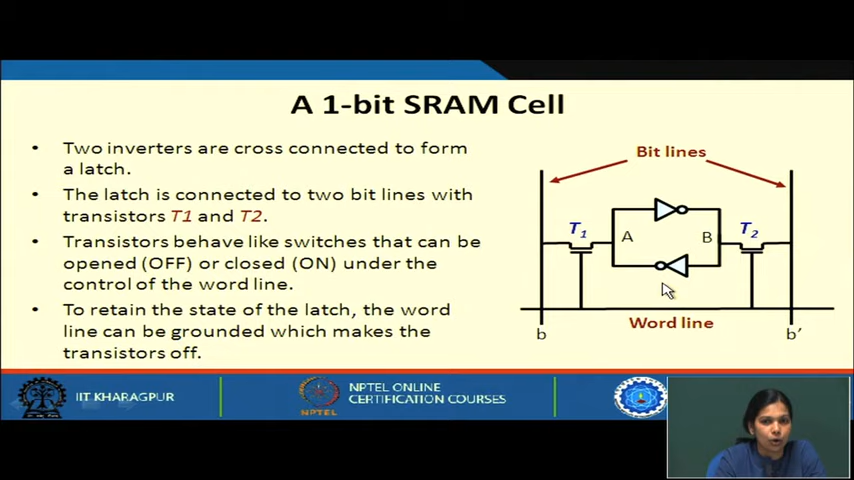 A 1-bit SRAM Cell
• Two inverters are cross connected to form
a latch.
• The latch is connected to two bit lines with
transistors T1 and T2.
• Transistors behave like switches that can be
opened (OFF) or closed (ON) under the
control of the word line.
• To retain the state of the latch, the word
line can be grounded which makes the
transistors off.
Bit lines
T1
A
B
T2
Word line
b
b'
IIT KHARAGPUR
NPTEL
NPTEL ONLINE
CERTIFICATION COURSES